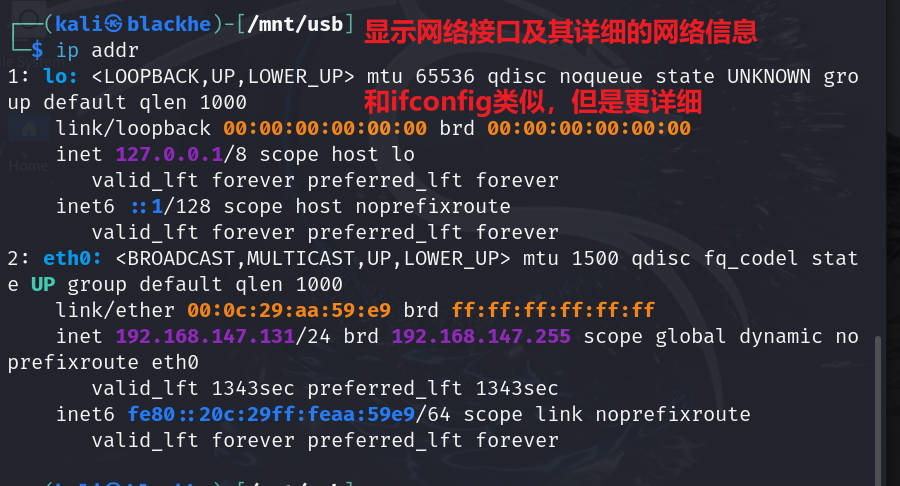 ┌──(kali㉿blackhe)-[/mnt/usb]
显示网络接口及其详细的网络信息
└─$ ip addr
1: lo: <LOOPBACK,UP,LOWER_UP> mtu 65536 qdisc noqueue state UNKNOWN gro
up default qlen 1000
和ifconfig类似，但是更详细
link/loopback 00:00:00:00:00:00 brd 00:00:00:00:00:00
inet 127.0.0.1/8 scope host lo
valid_lft forever preferred_lft forever
inet6 ::1/128 scope host noprefixroute
valid_lft forever preferred_lft forever
2: eth0: <BROADCAST,MULTICAST,UP,LOWER_UP> mtu 1500 qdisc fq_codel stat
e UP group default qlen 1000
link/ether 00:0c:29:aa:59:e9 brd ff:ff:ff:ff:ff:ff
inet 192.168.147.131/24 brd 192.168.147.255 scope global dynamic no
prefixroute eth0
valid_lft 1343sec preferred_lft 1343sec
inet6 fe80::20c:29ff:feaa:59e9/64 scope link noprefixroute
valid_lft forever preferred_lft forever
Home